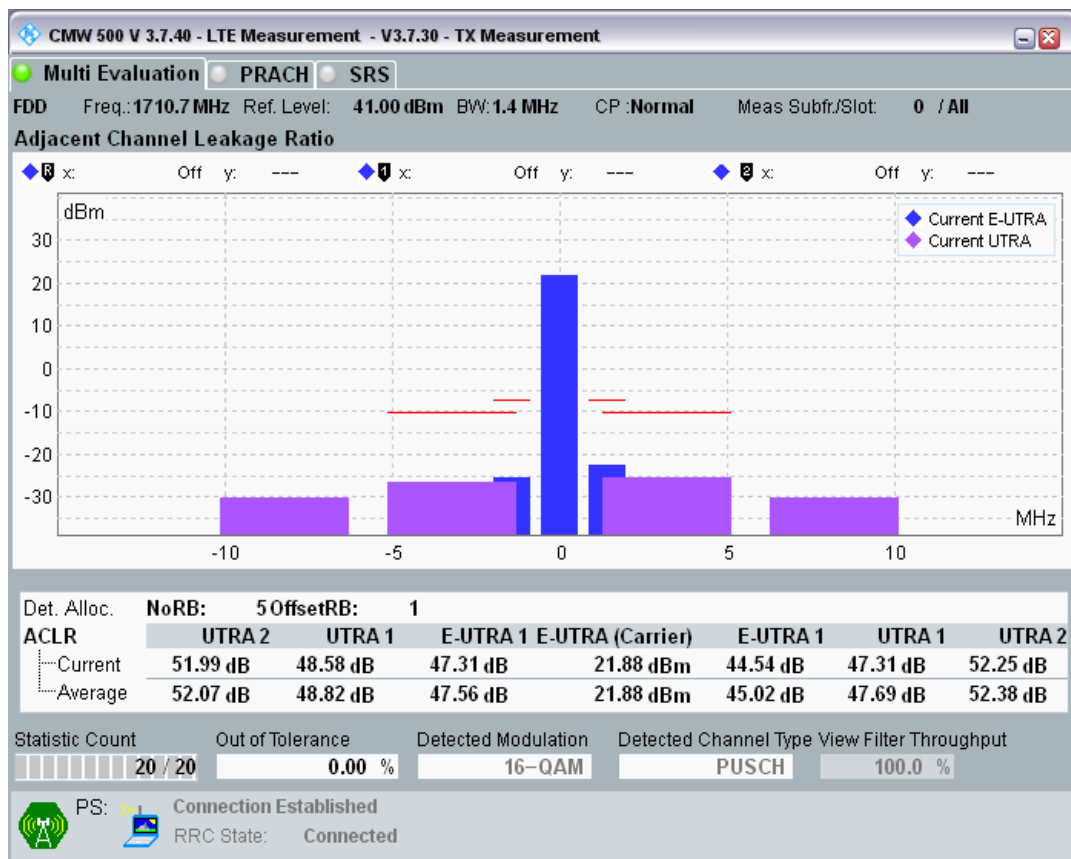 CMW 500 V 3.7.40 - LTE Measurement - V3.7.30 - TX Measurement
Multi Evaluation PRACH SRS
FDD Freq.:1710.7 MHz Ref. Level: 41.00 dBm BW:1.4 MHz CP :Normal Meas Subfr./Slot: 0 / All
Adjacent Channel Leakage Ratio
R x: Off y: --- 1 x: Off y: --- 2 x: Off y: ---
dBm
Current E-UTRA
Current UTRA
30
20
10
0
-10
-20
-30
MHz
-10 -5 0 5 10
Det. Alloc. NoRB: 5 OffsetRB: 1
ACLR UTRA 2 UTRA 1 E-UTRA 1 E-UTRA (Carrier) E-UTRA 1 UTRA 1 UTRA 2
Current 51.99 dB 48.58 dB 47.31 dB 21.88 dBm 44.54 dB 47.31 dB 52.25 dB
Average 52.07 dB 48.82 dB 47.56 dB 21.88 dBm 45.02 dB 47.69 dB 52.38 dB
Statistic Count Out of Tolerance Detected Modulation Detected Channel Type View Filter Throughput
20 / 20 0.00 % 16-QAM PUSCH 100.0 %
PS: Connection Established
RRC State: Connected